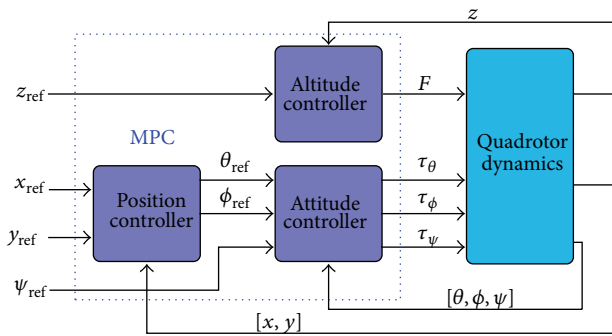 z
z_ref
Altitude
controller
F
MPC
Quadrotor
dynamics
θ_ref
τ_θ
x_ref
Position
controller
ϕ_ref
Attitude
controller
τ_ϕ
y_ref
τ_ψ
ψ_ref
[θ, ϕ, ψ]
[x, y]